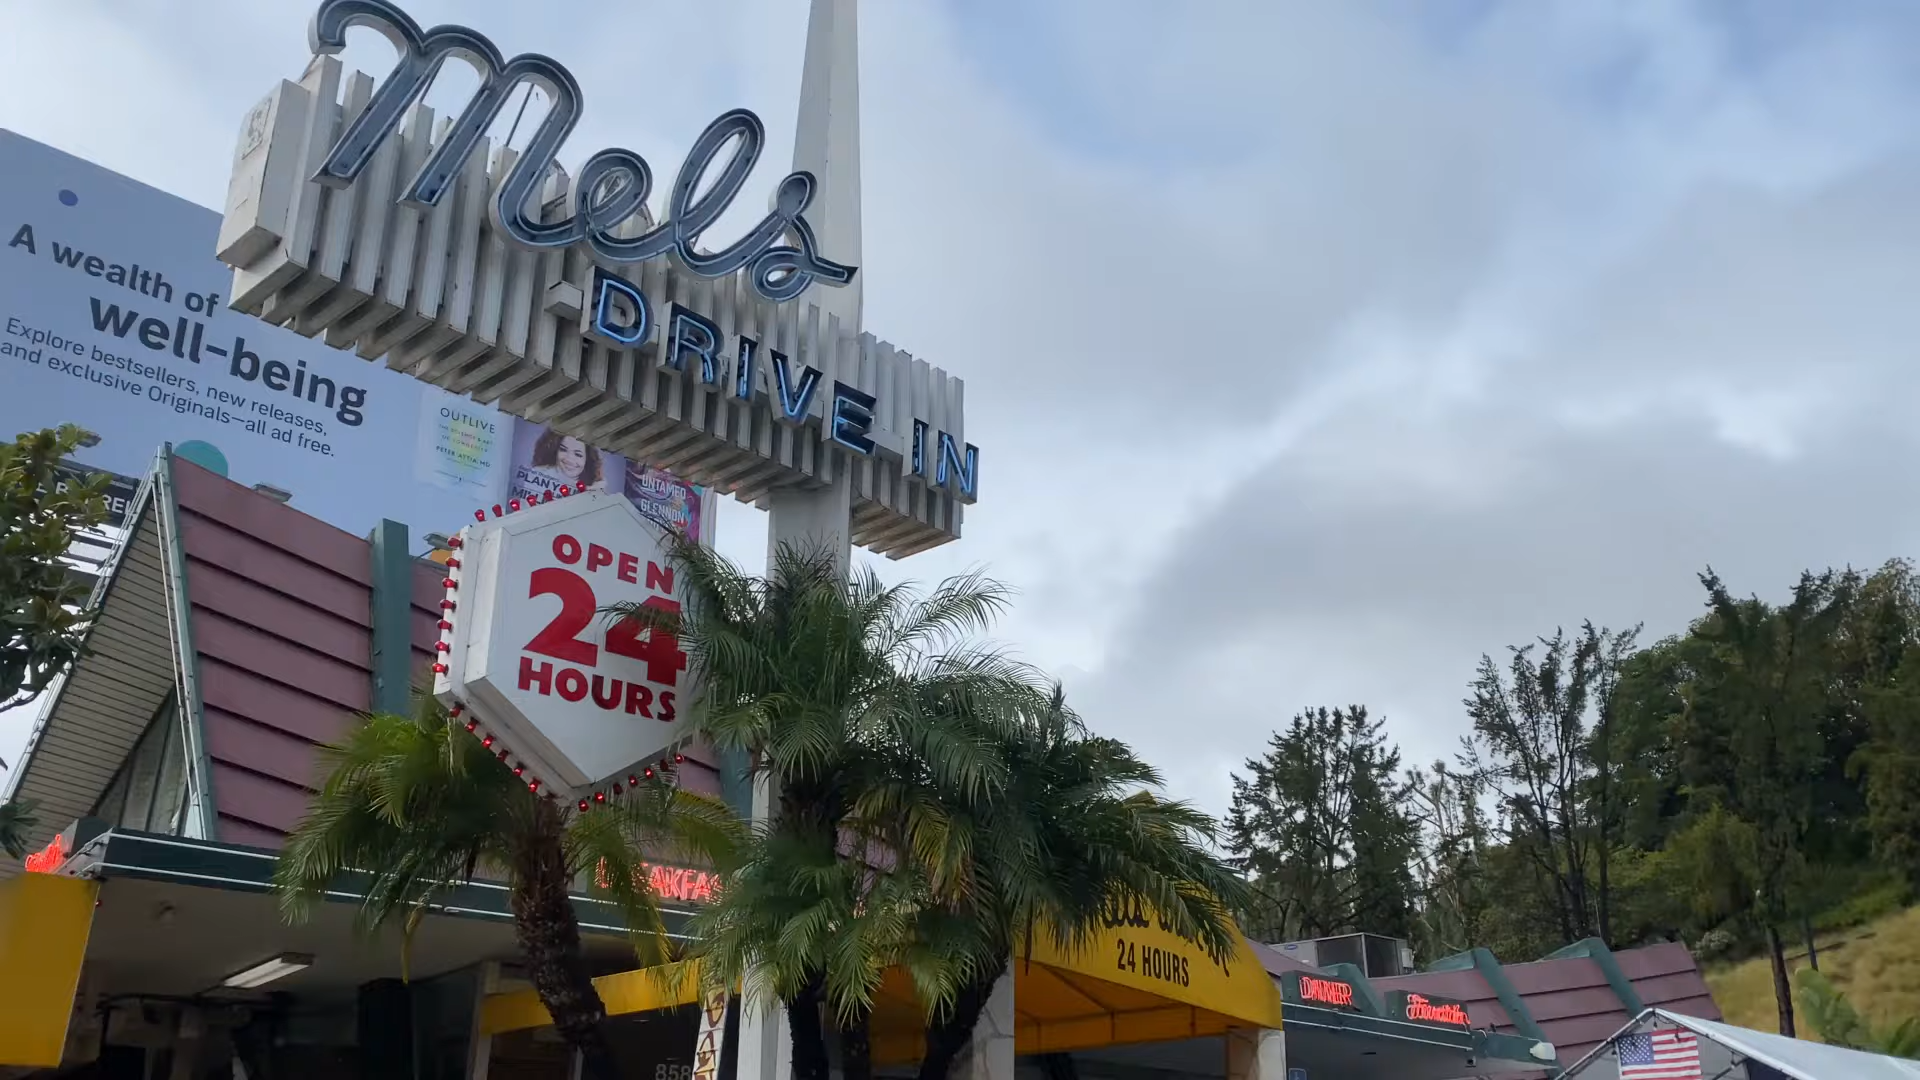 Mels
DRIVE IN
A wealth of
well-being
Explore bestsellers, new releases,
and exclusive Originals—all ad free.
OUTLIVE
PETER ATTIA, MD
UNTAMED
GLENNON
OPEN
24
HOURS
24 HOURS
DINNER
858